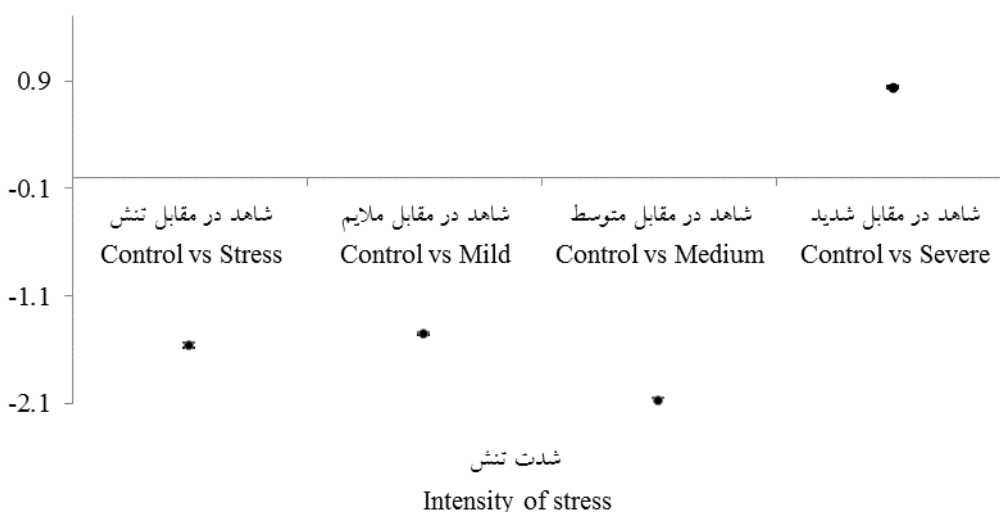 0.9
-0.1
-1.1
-2.1
شاهد در مقابل تنش
Control vs Stress
شاهد در مقابل ملایم
Control vs Mild
شاهد در مقابل متوسط
Control vs Medium
شاهد در مقابل شدید
Control vs Severe
شدت تنش
Intensity of stress